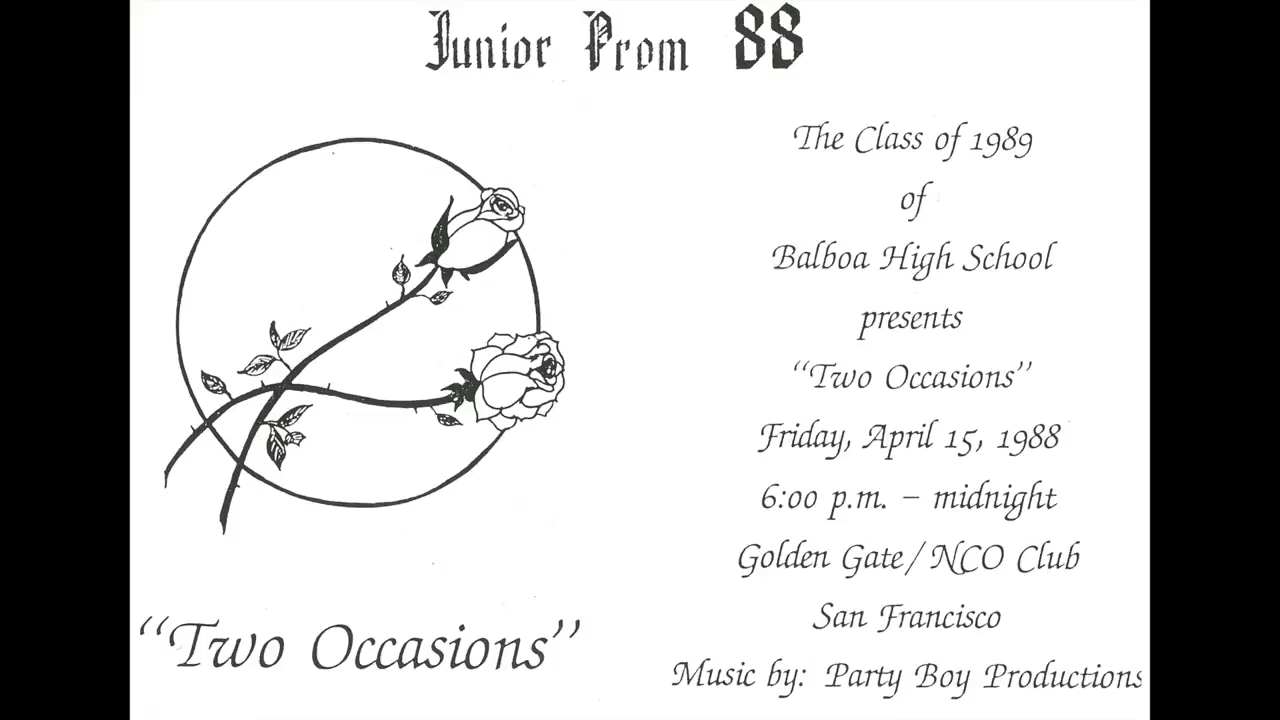 Junior Prom 88
The Class of 1989
of
Balboa High School
presents
“Two Occasions”
Friday, April 15, 1988
6:00 p.m. – midnight
Golden Gate/NCO Club
San Francisco
Music by: Party Boy Productions
“Two Occasions”